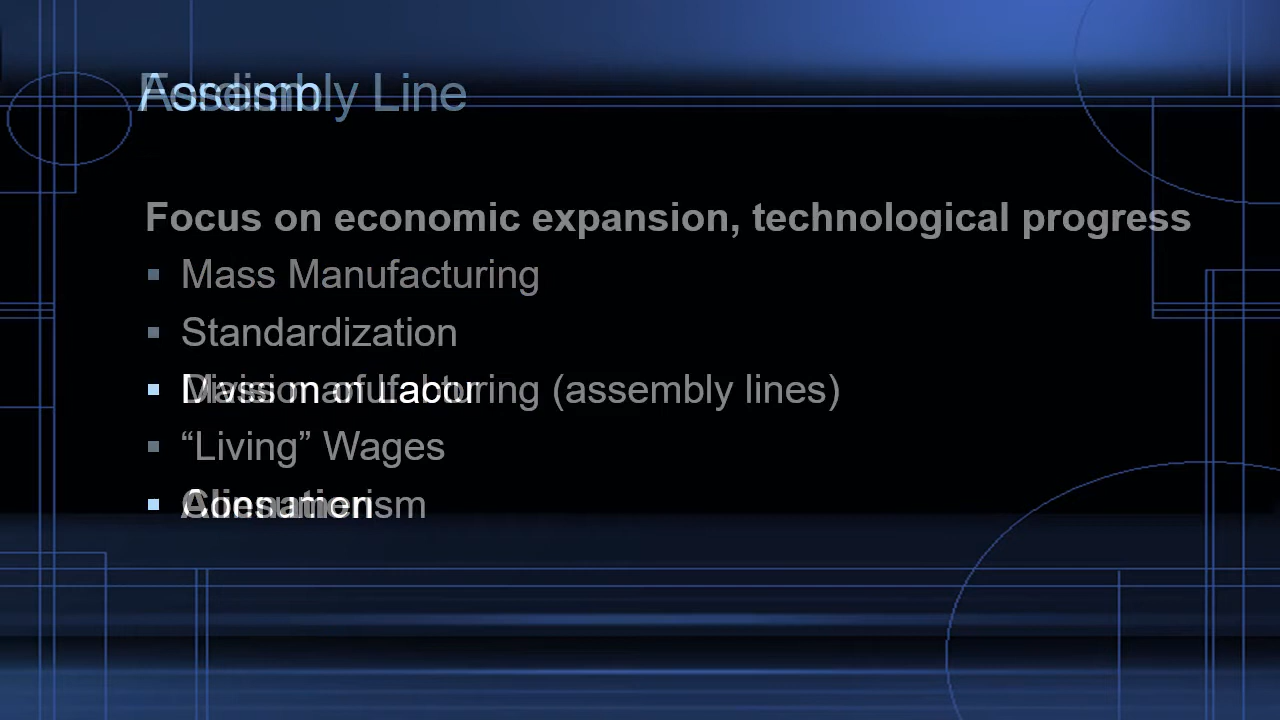 Assembly Line
Fordism
Focus on economic expansion, technological progress
▪ Mass Manufacturing
▪ Standardization
▪ Division of Labor
▪ Mass manufacturing (assembly lines)
▪ “Living” Wages
▪ Alienation
▪ Consumerism